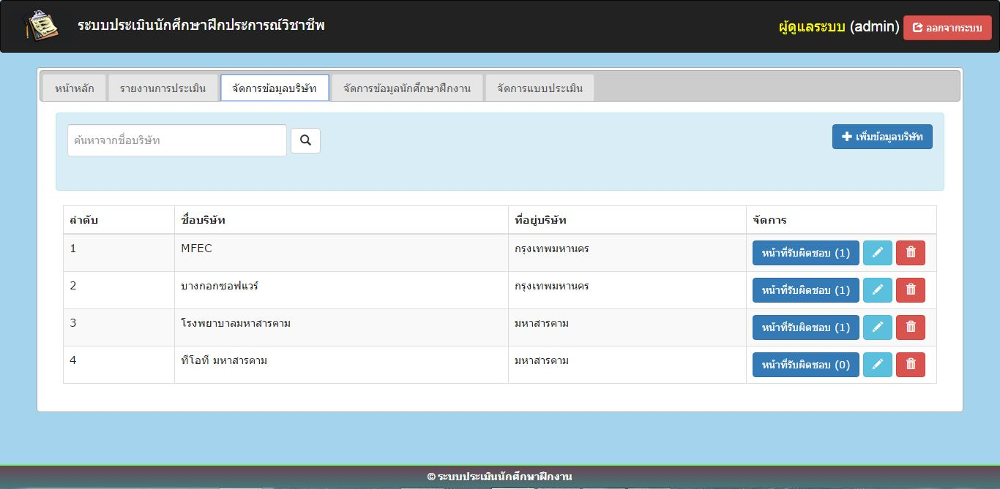 ระบบประเมินนักศึกษาฝึกประการณ์วิชาชีพ
ผู้ดูแลระบบ (admin) ออกจากระบบ
หน้าหลัก รายงานการประเมิน จัดการข้อมูลบริษัท จัดการข้อมูลนักศึกษาฝึกงาน จัดการแบบประเมิน
ค้นหาจากชื่อบริษัท เพิ่มข้อมูลบริษัท
ลำดับ ชื่อบริษัท ที่อยู่บริษัท จัดการ
1 MFEC กรุงเทพมหานคร หน้าที่รับผิดชอบ (1)
2 บางกอกซอฟแวร์ กรุงเทพมหานคร หน้าที่รับผิดชอบ (1)
3 โรงพยาบาลมหาสารคาม มหาสารคาม หน้าที่รับผิดชอบ (1)
4 ทีโอที มหาสารคาม มหาสารคาม หน้าที่รับผิดชอบ (0)
© ระบบประเมินนักศึกษาฝึกงาน